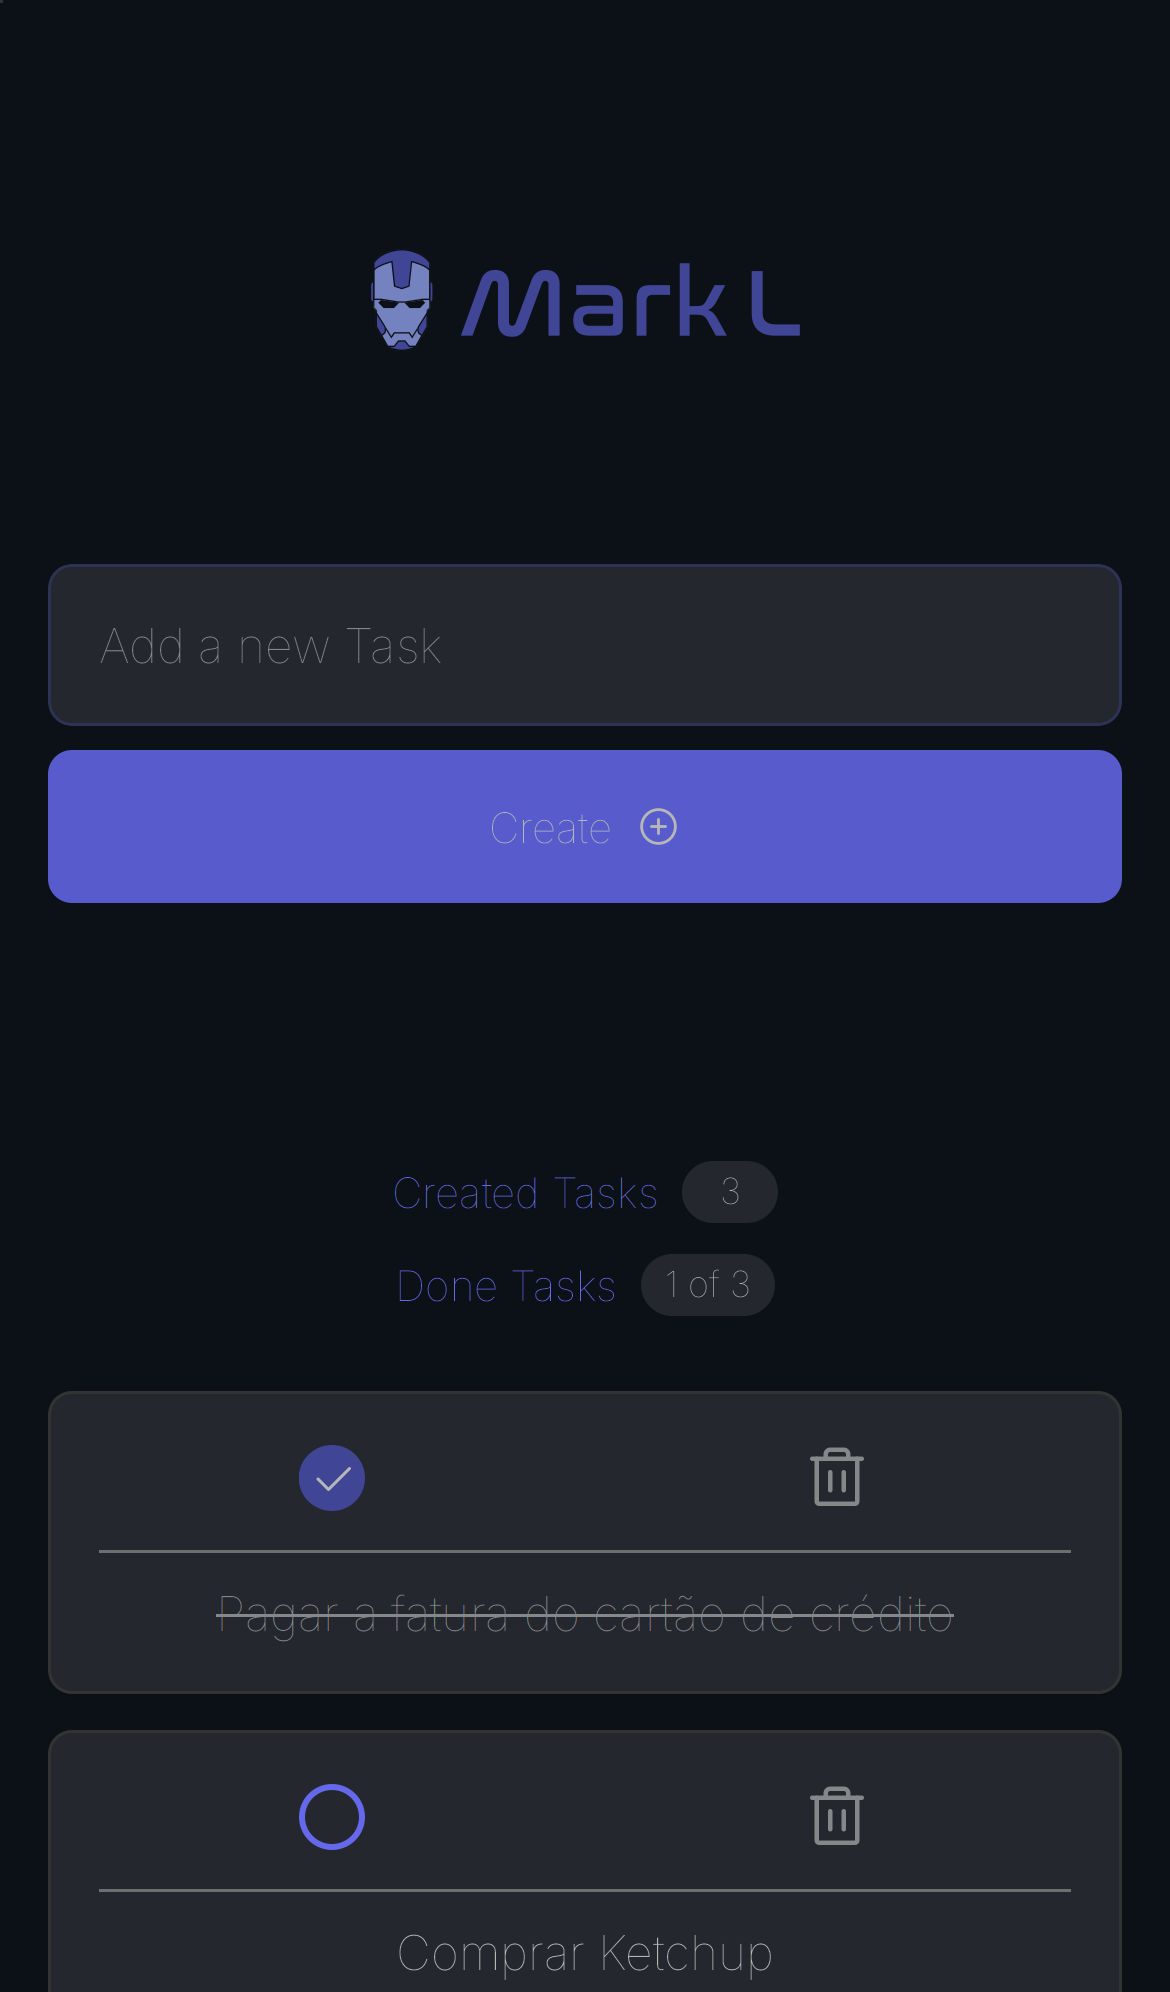 Mark L
Add a new Task
Create
Created Tasks 3
Done Tasks 1 of 3
Pagar a fatura do cartão de crédito
Comprar Ketchup